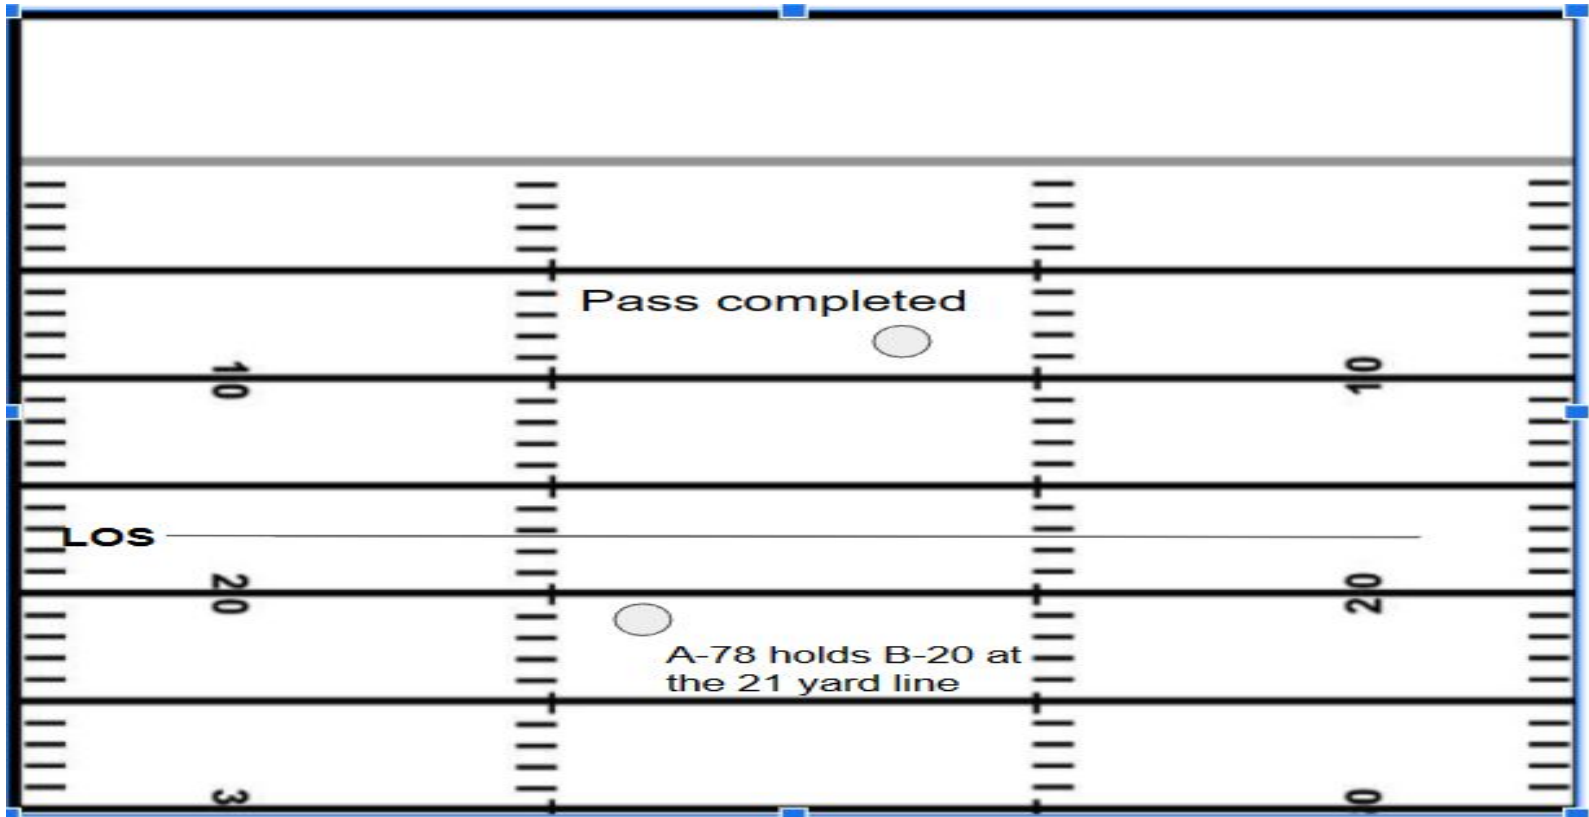 Pass completed
10 10
LOS
20 20
A-78 holds B-20 at
the 21 yard line
3 0